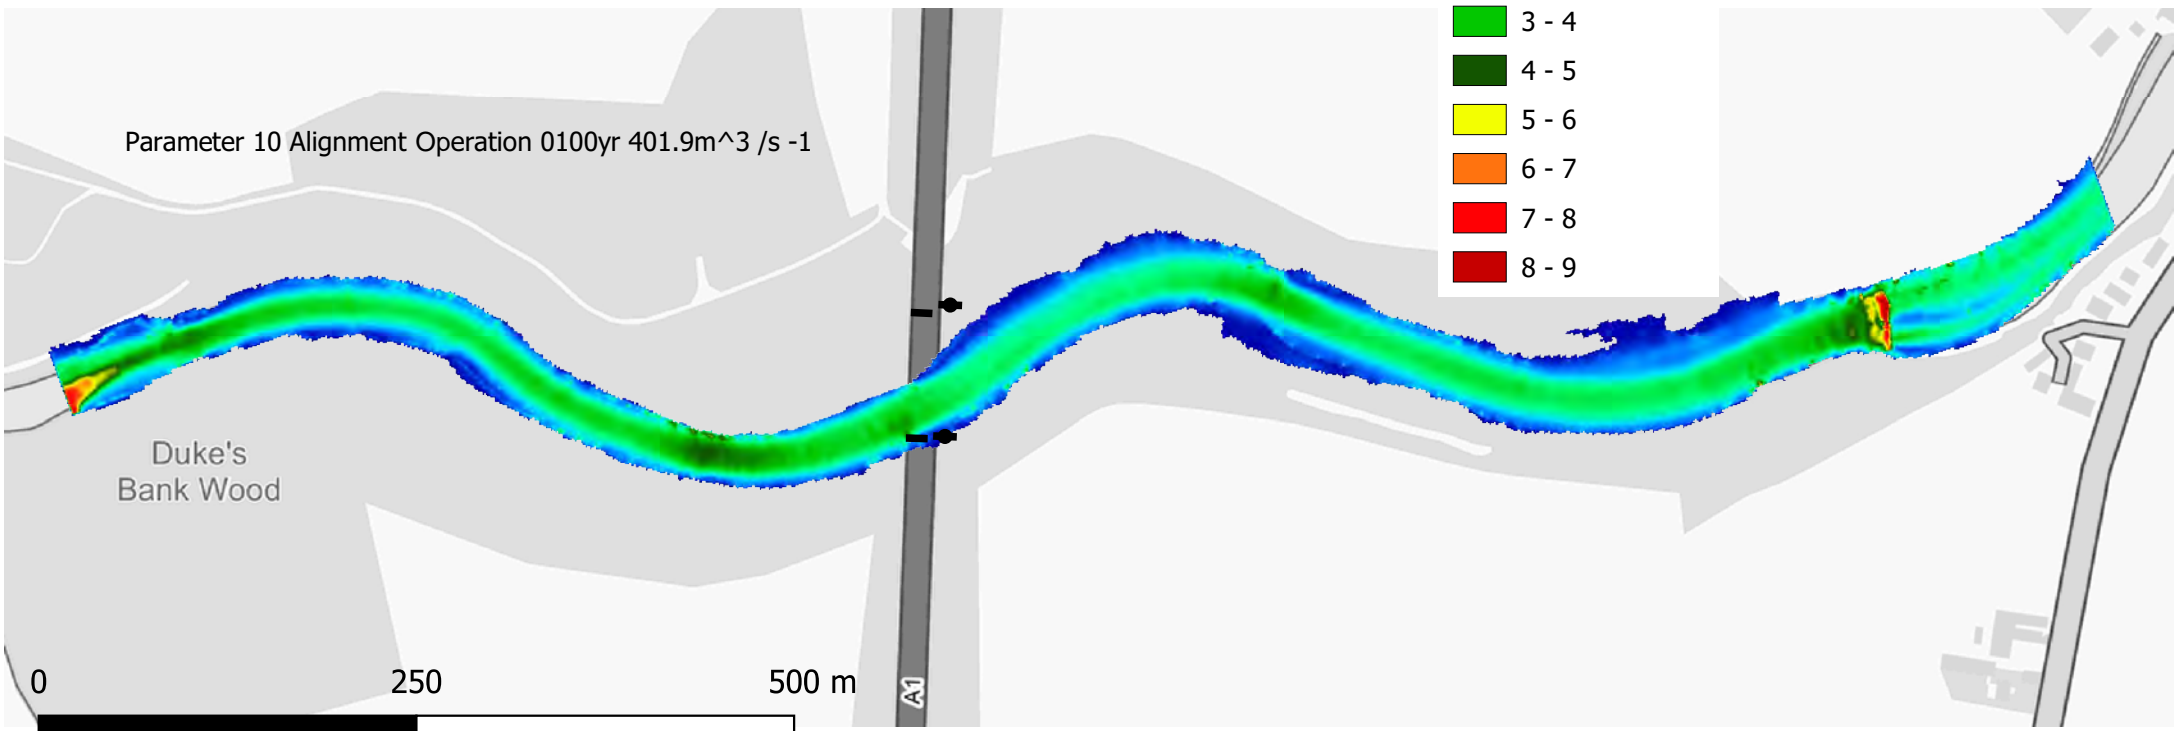 3 - 4
4 - 5
5 - 6
6 - 7
7 - 8
8 - 9
Parameter 10 Alignment Operation 0100yr 401.9m^3 /s -1
Duke's
Bank Wood
0 250 500 m
A1